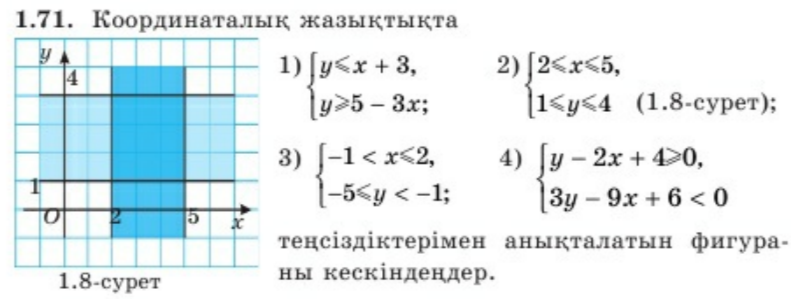 1.71. Координаталық жазықтықта
y
4
1
O 2 5 x
1.8-сурет
1) {y⩽x + 3,
y⩾5 – 3x;
2) {2⩽x⩽5,
1⩽y⩽4 (1.8-сурет);
3) {–1 < x⩽2,
–5⩽y < –1;
4) {y – 2x + 4⩾0,
3y – 9x + 6 < 0
теңсіздіктерімен анықталатын фигура-
ны кескіндеңдер.